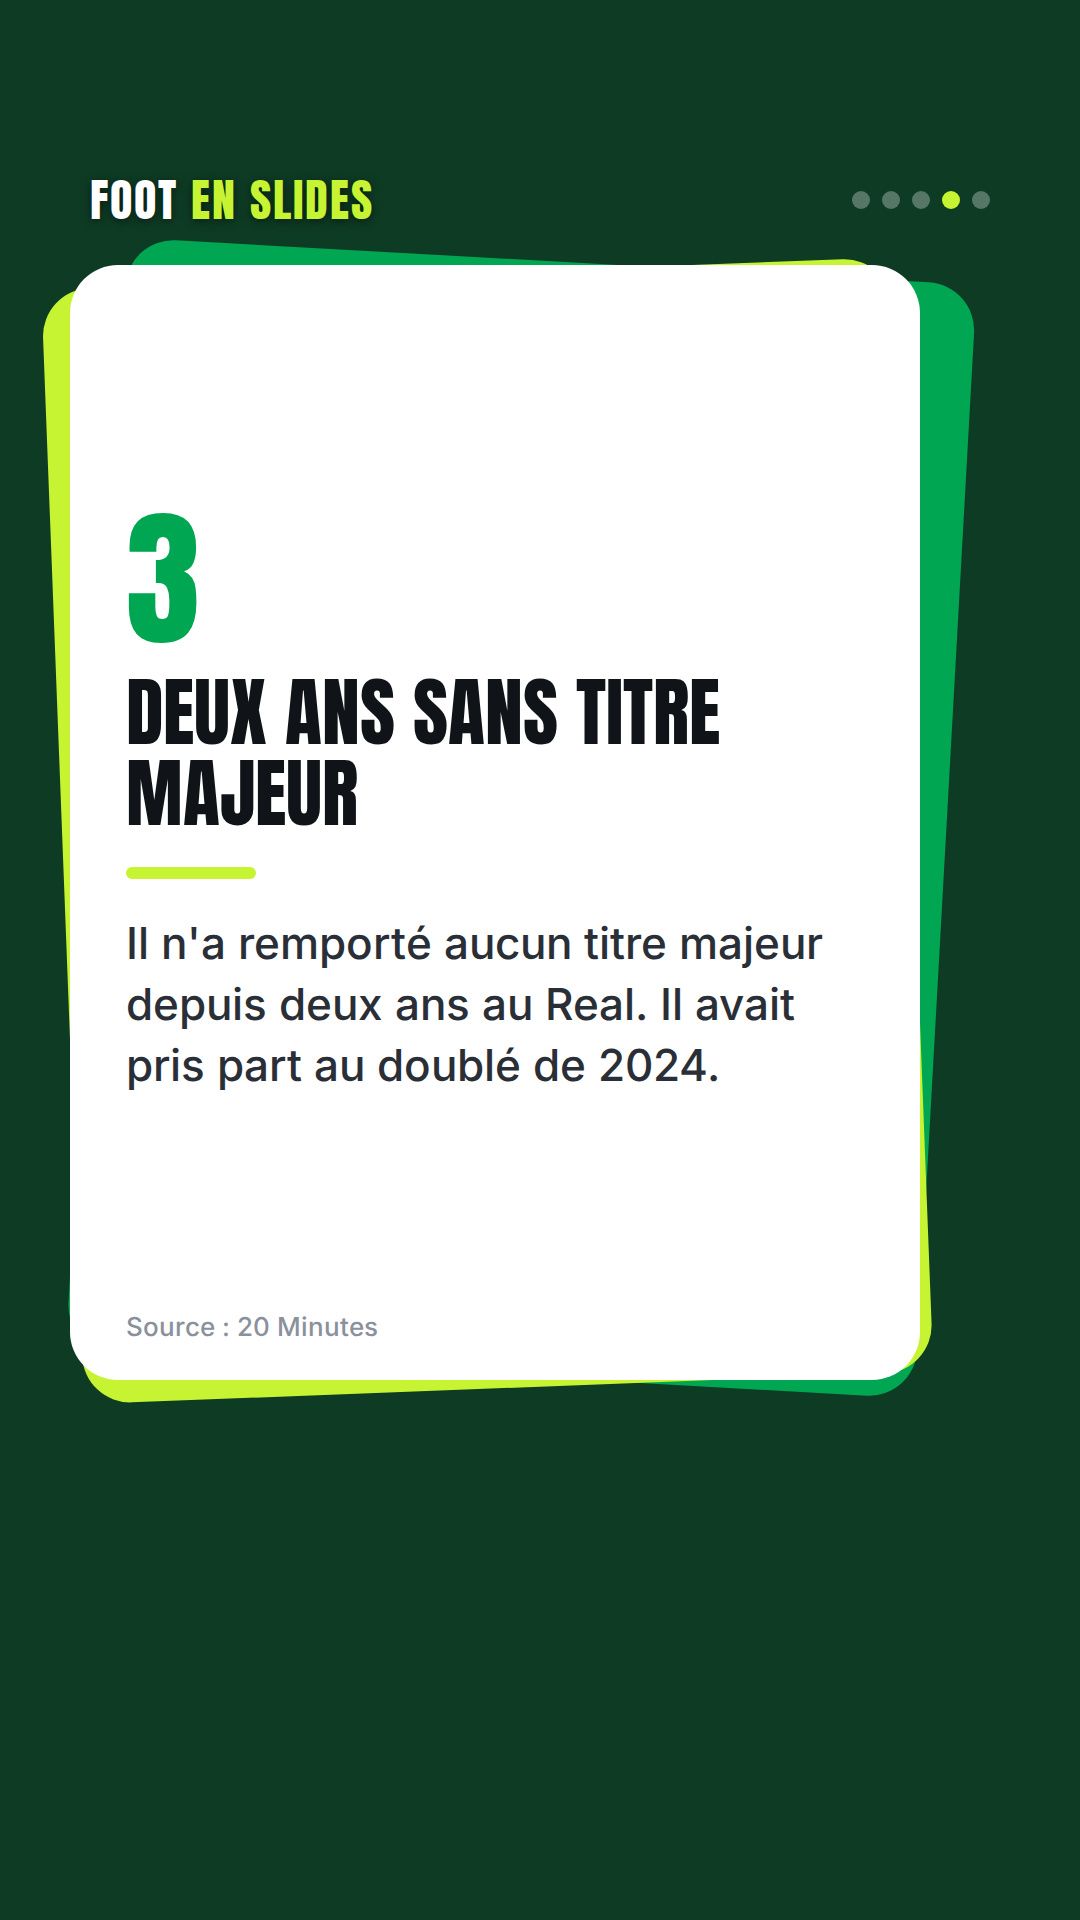 FOOT EN SLIDES
3
DEUX ANS SANS TITRE
MAJEUR
Il n'a remporté aucun titre majeur
depuis deux ans au Real. Il avait
pris part au doublé de 2024.
Source : 20 Minutes